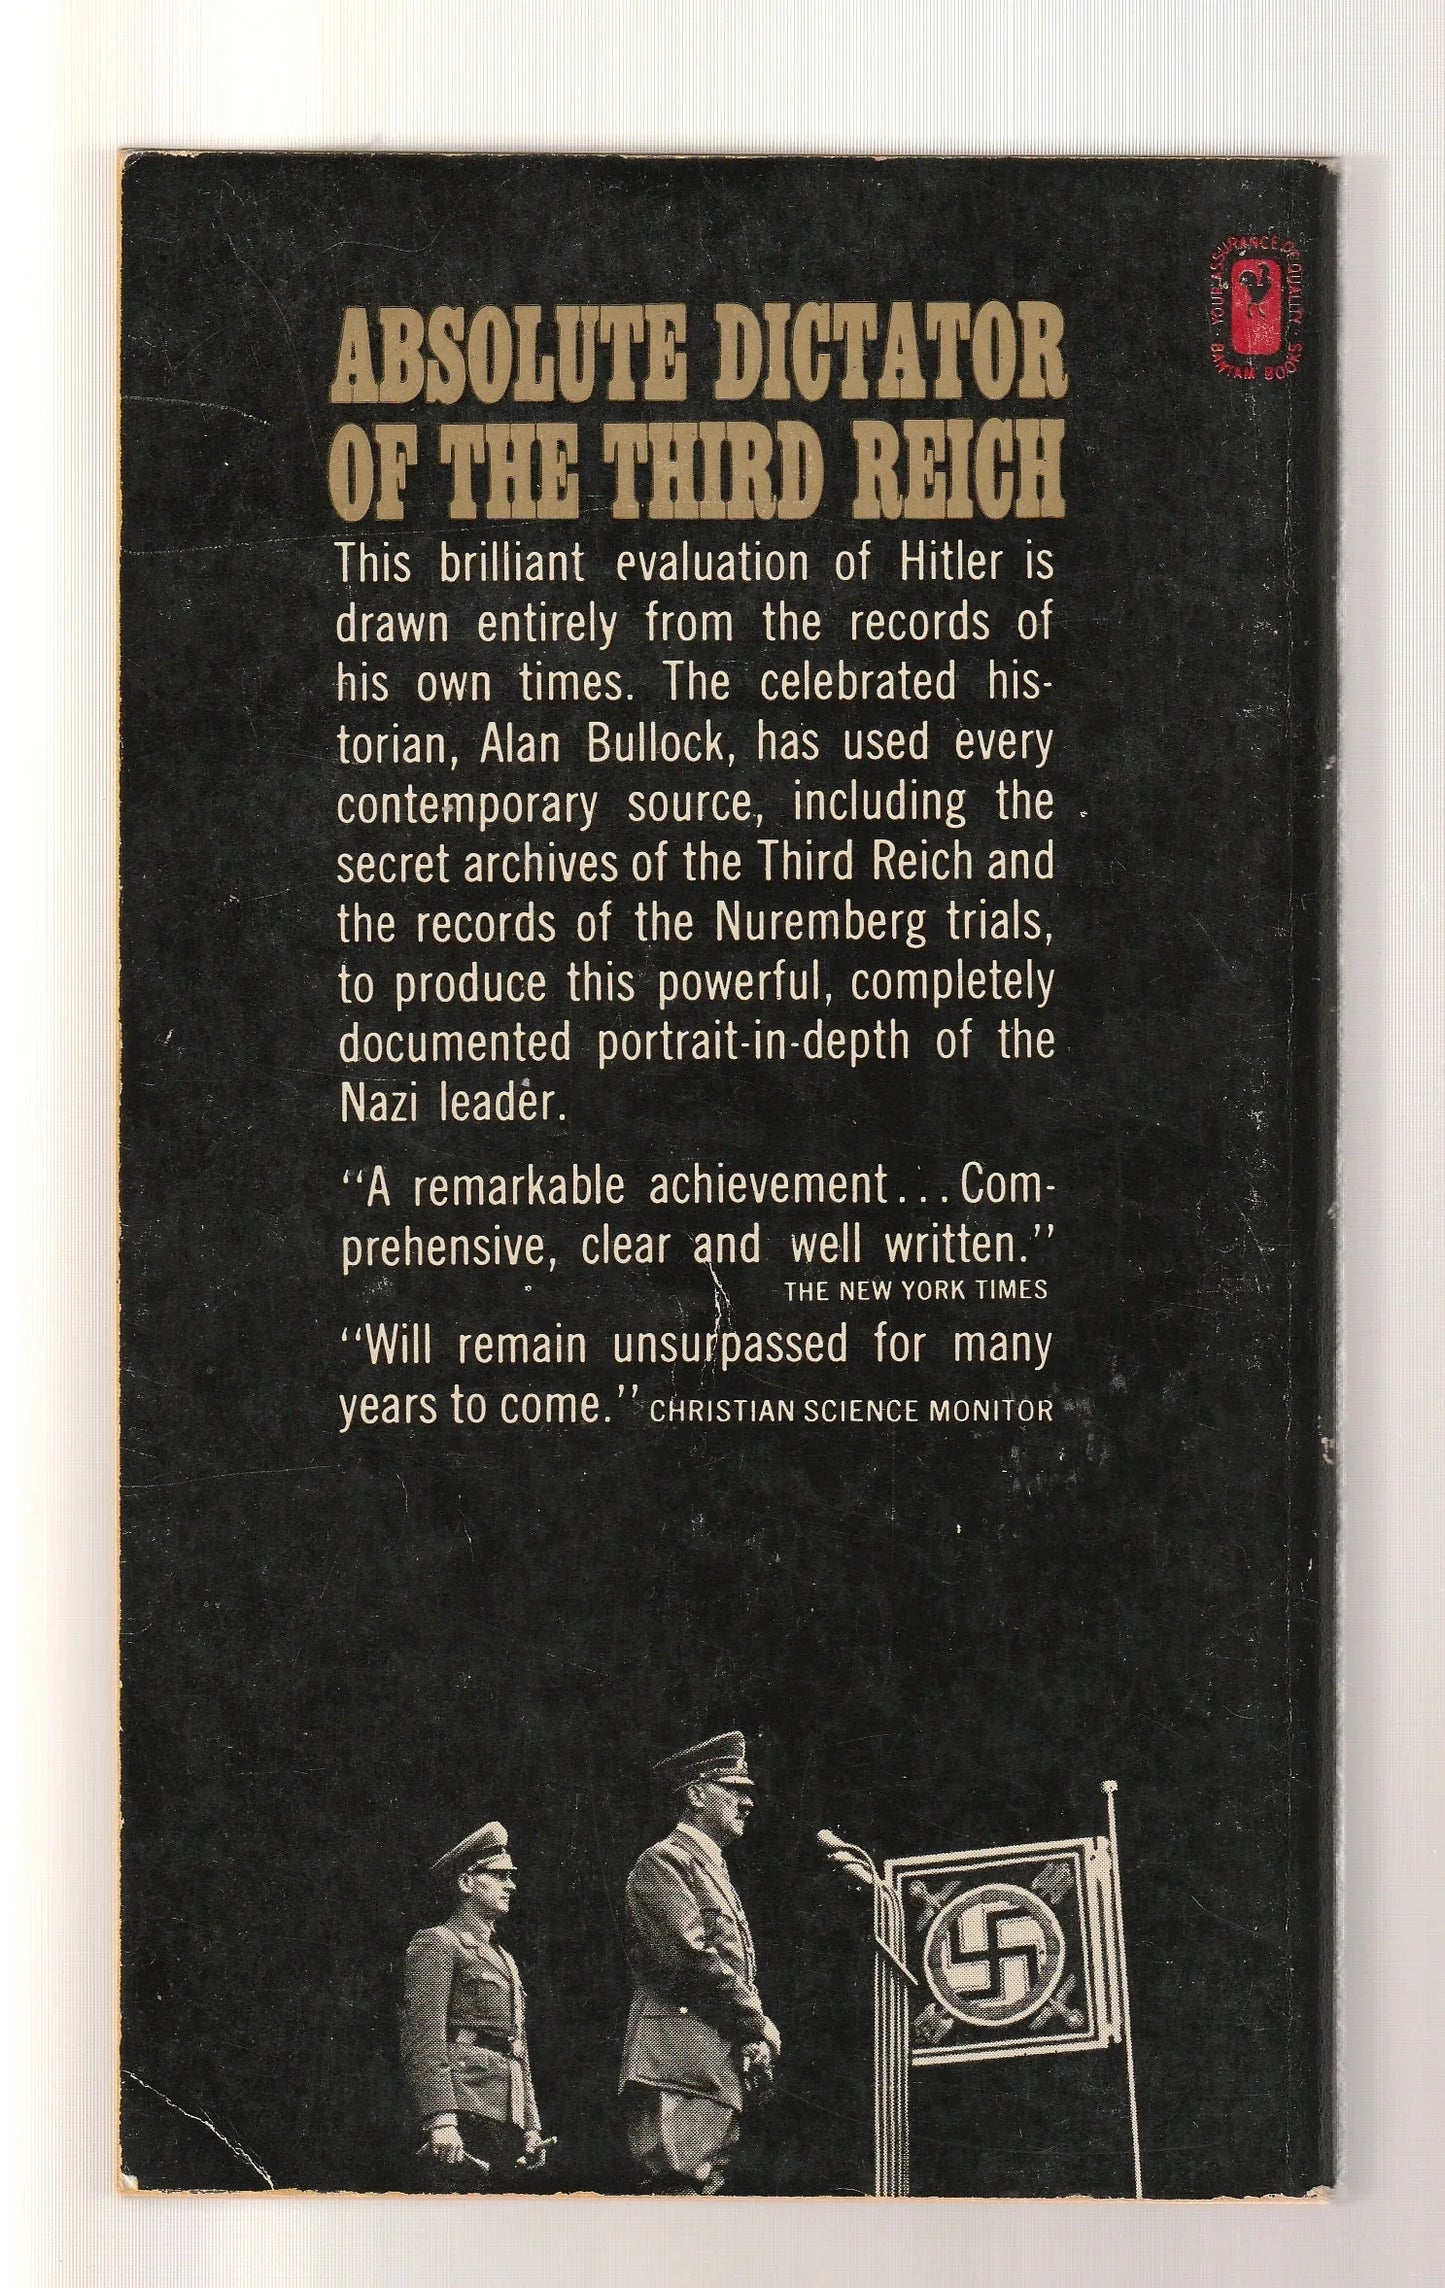 YOUR ASSURANCE OF QUALITY · BANTAM BOOKS ·
ABSOLUTE DICTATOR
OF THE THIRD REICH
This brilliant evaluation of Hitler is
drawn entirely from the records of
his own times. The celebrated his-
torian, Alan Bullock, has used every
contemporary source, including the
secret archives of the Third Reich and
the records of the Nuremberg trials,
to produce this powerful, completely
documented portrait-in-depth of the
Nazi leader.
“A remarkable achievement... Com-
prehensive, clear and well written.”
THE NEW YORK TIMES
“Will remain unsurpassed for many
years to come.” CHRISTIAN SCIENCE MONITOR